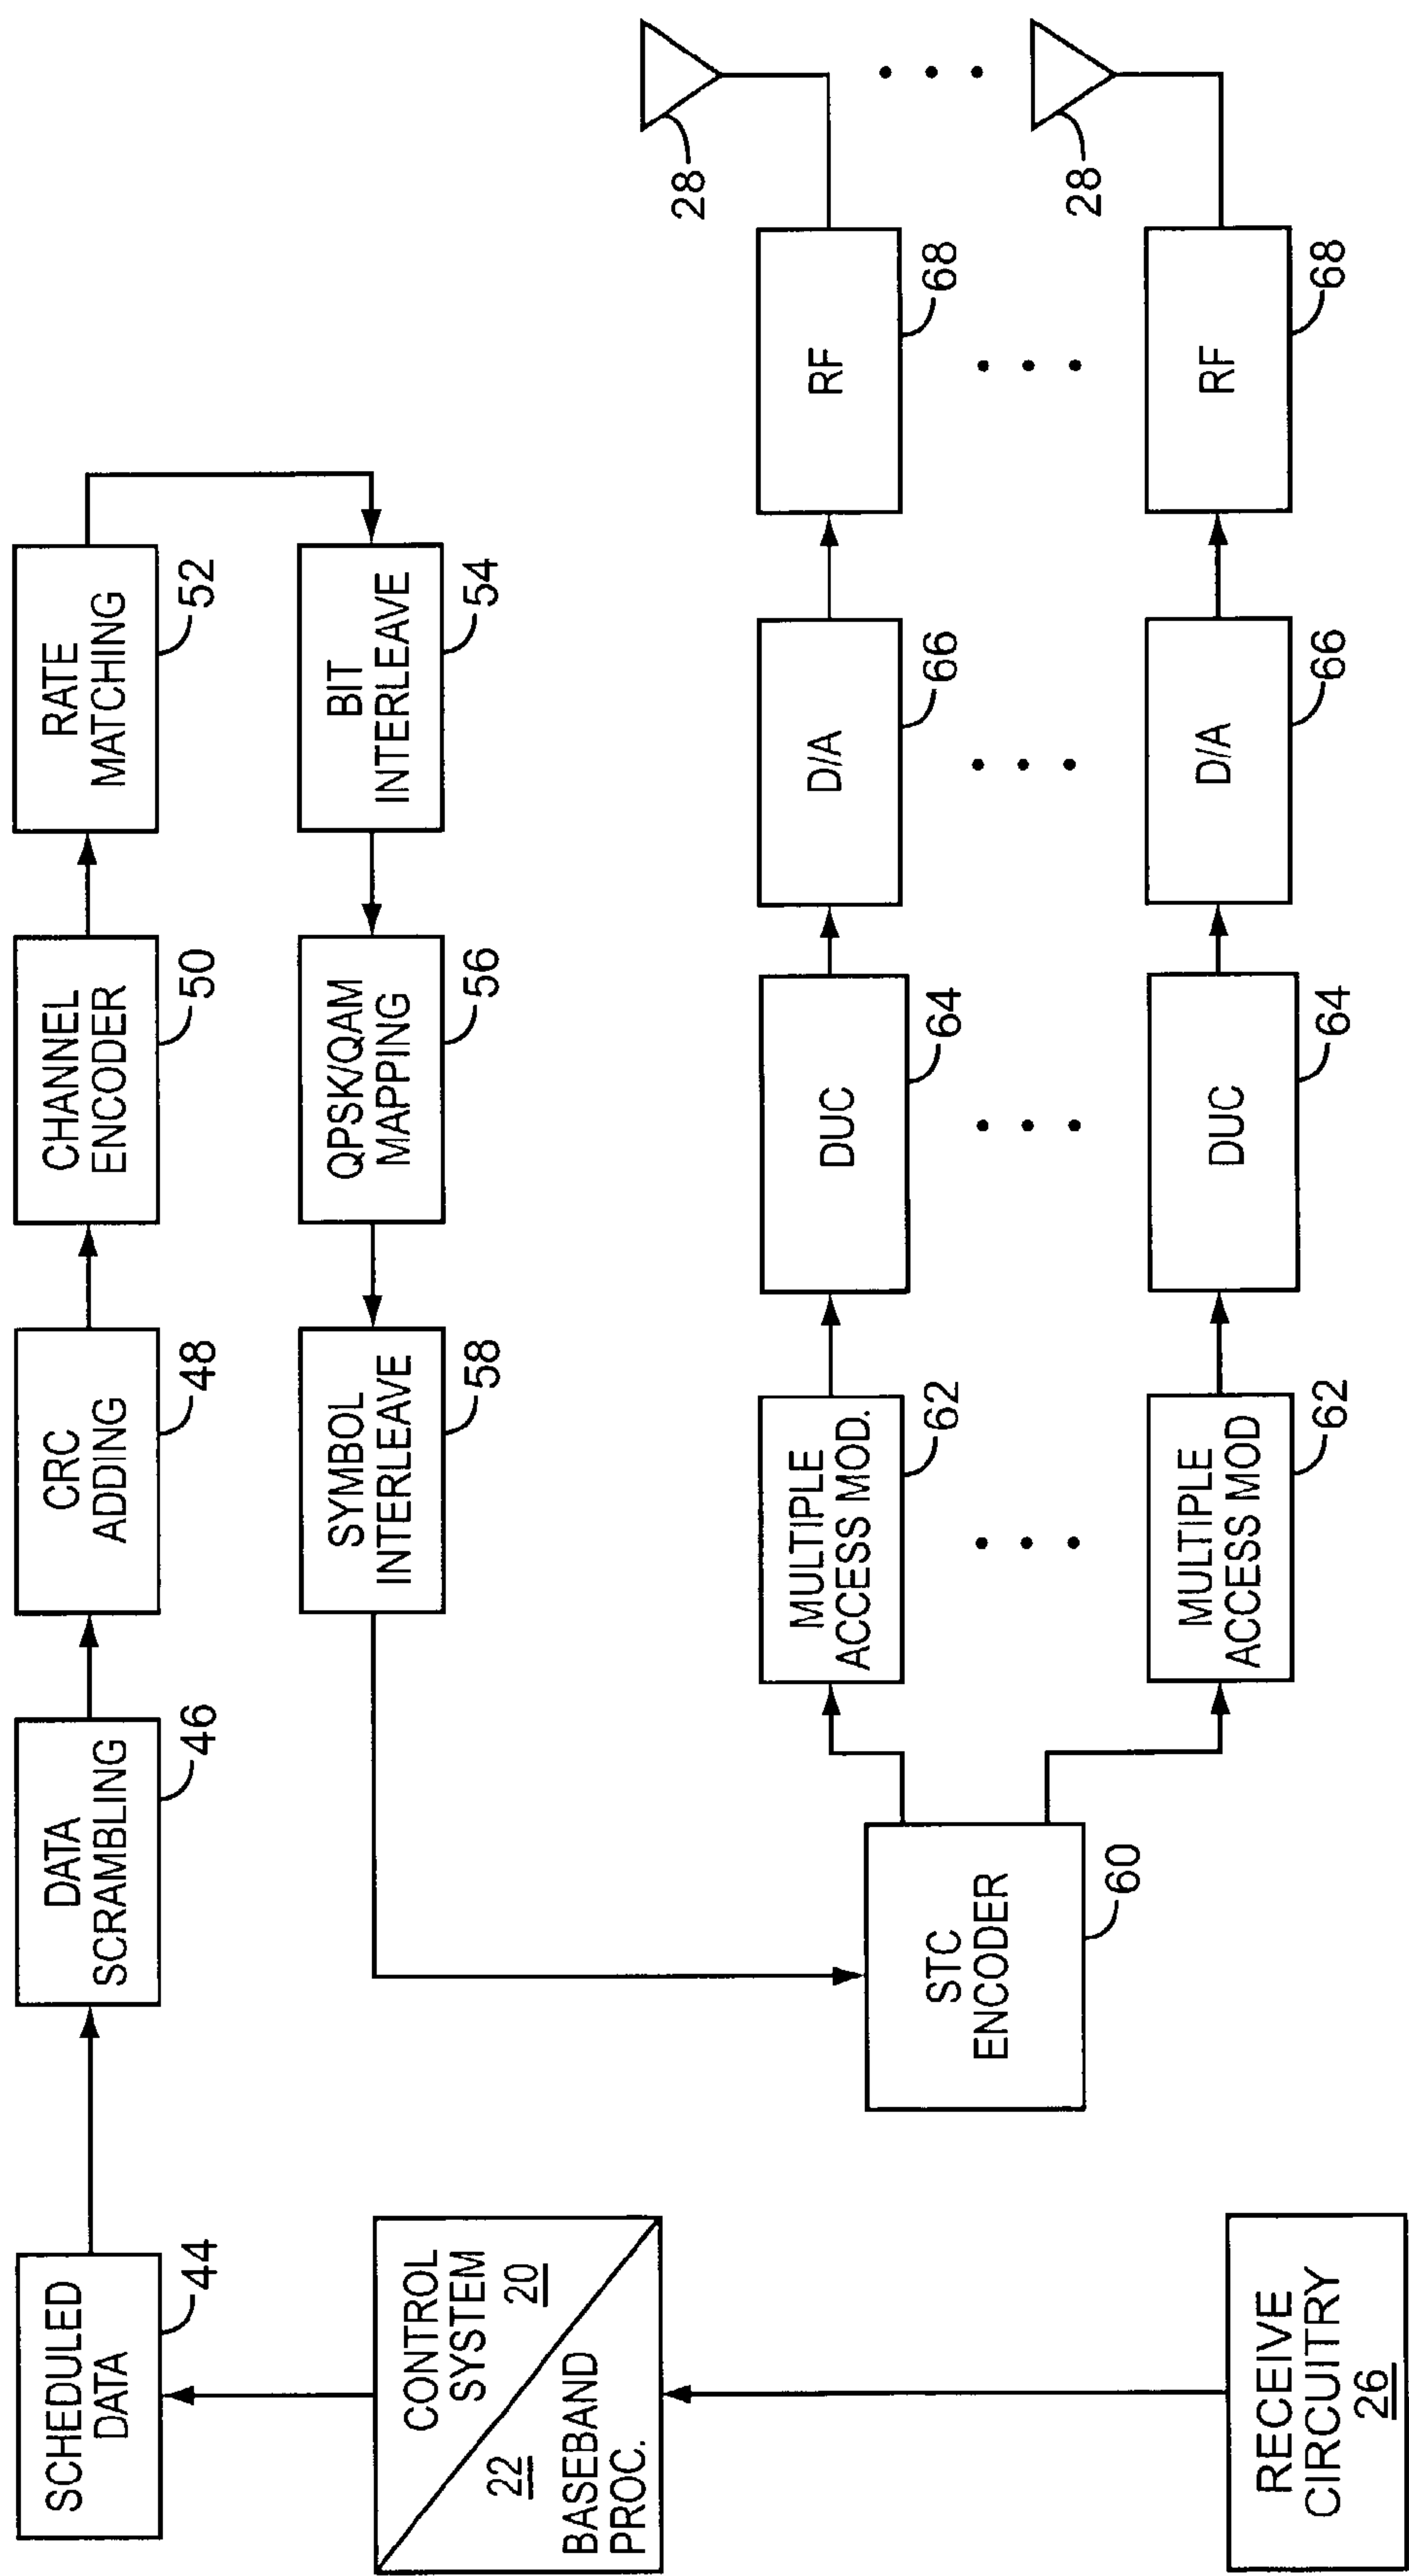 SCHEDULED
DATA
44
DATA
SCRAMBLING
46
CRC
ADDING
48
CHANNEL
ENCODER
50
RATE
MATCHING
52
CONTROL
SYSTEM
20
22
BASEBAND
PROC.
SYMBOL
INTERLEAVE
58
QPSK/QAM
MAPPING
56
BIT
INTERLEAVE
54
STC
ENCODER
60
MULTIPLE
ACCESS MOD.
62
DUC
64
D/A
66
RF
68
28
RECEIVE
CIRCUITRY
26
MULTIPLE
ACCESS MOD
62
DUC
64
D/A
66
RF
68
28